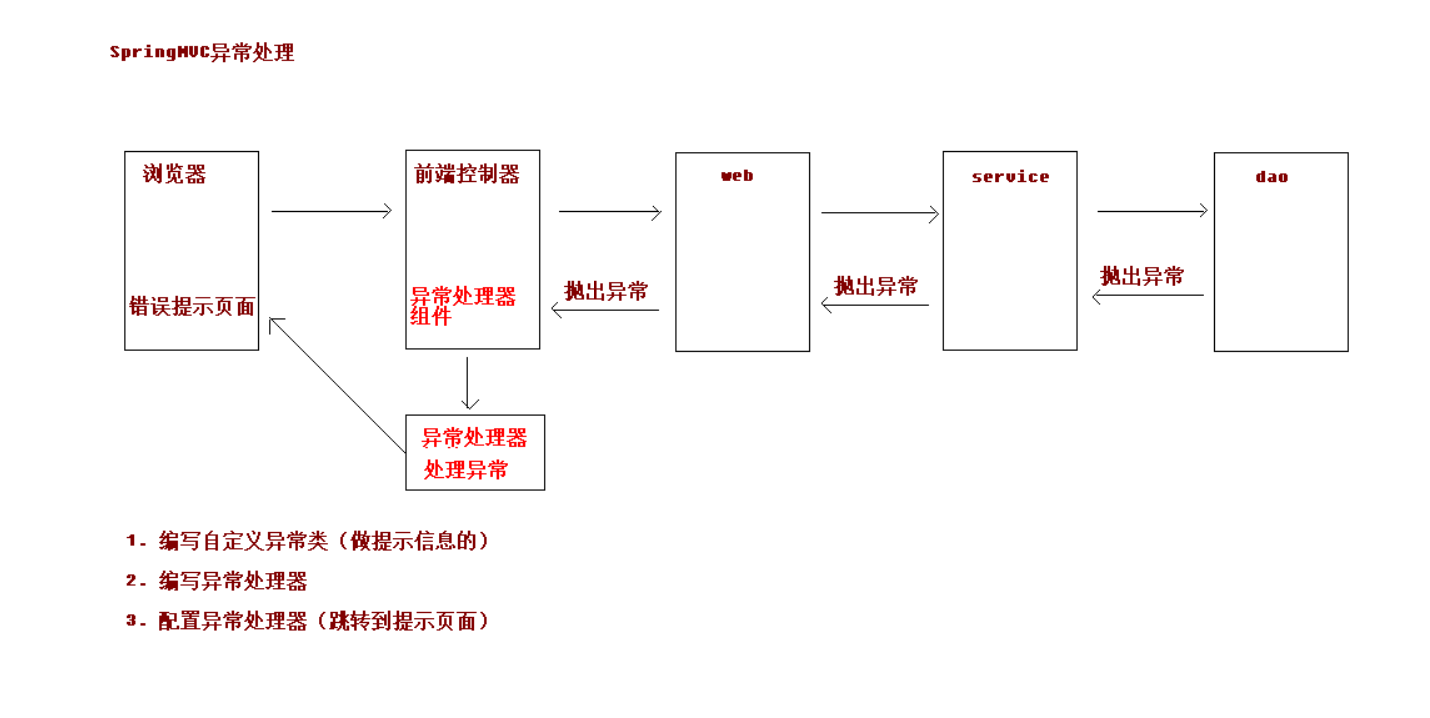 SpringMVC异常处理
浏览器
前端控制器
web
service
dao
抛出异常
抛出异常
抛出异常
错误提示页面
异常处理器
组件
异常处理器
处理异常
1. 编写自定义异常类（做提示信息的）
2. 编写异常处理器
3. 配置异常处理器（跳转到提示页面）